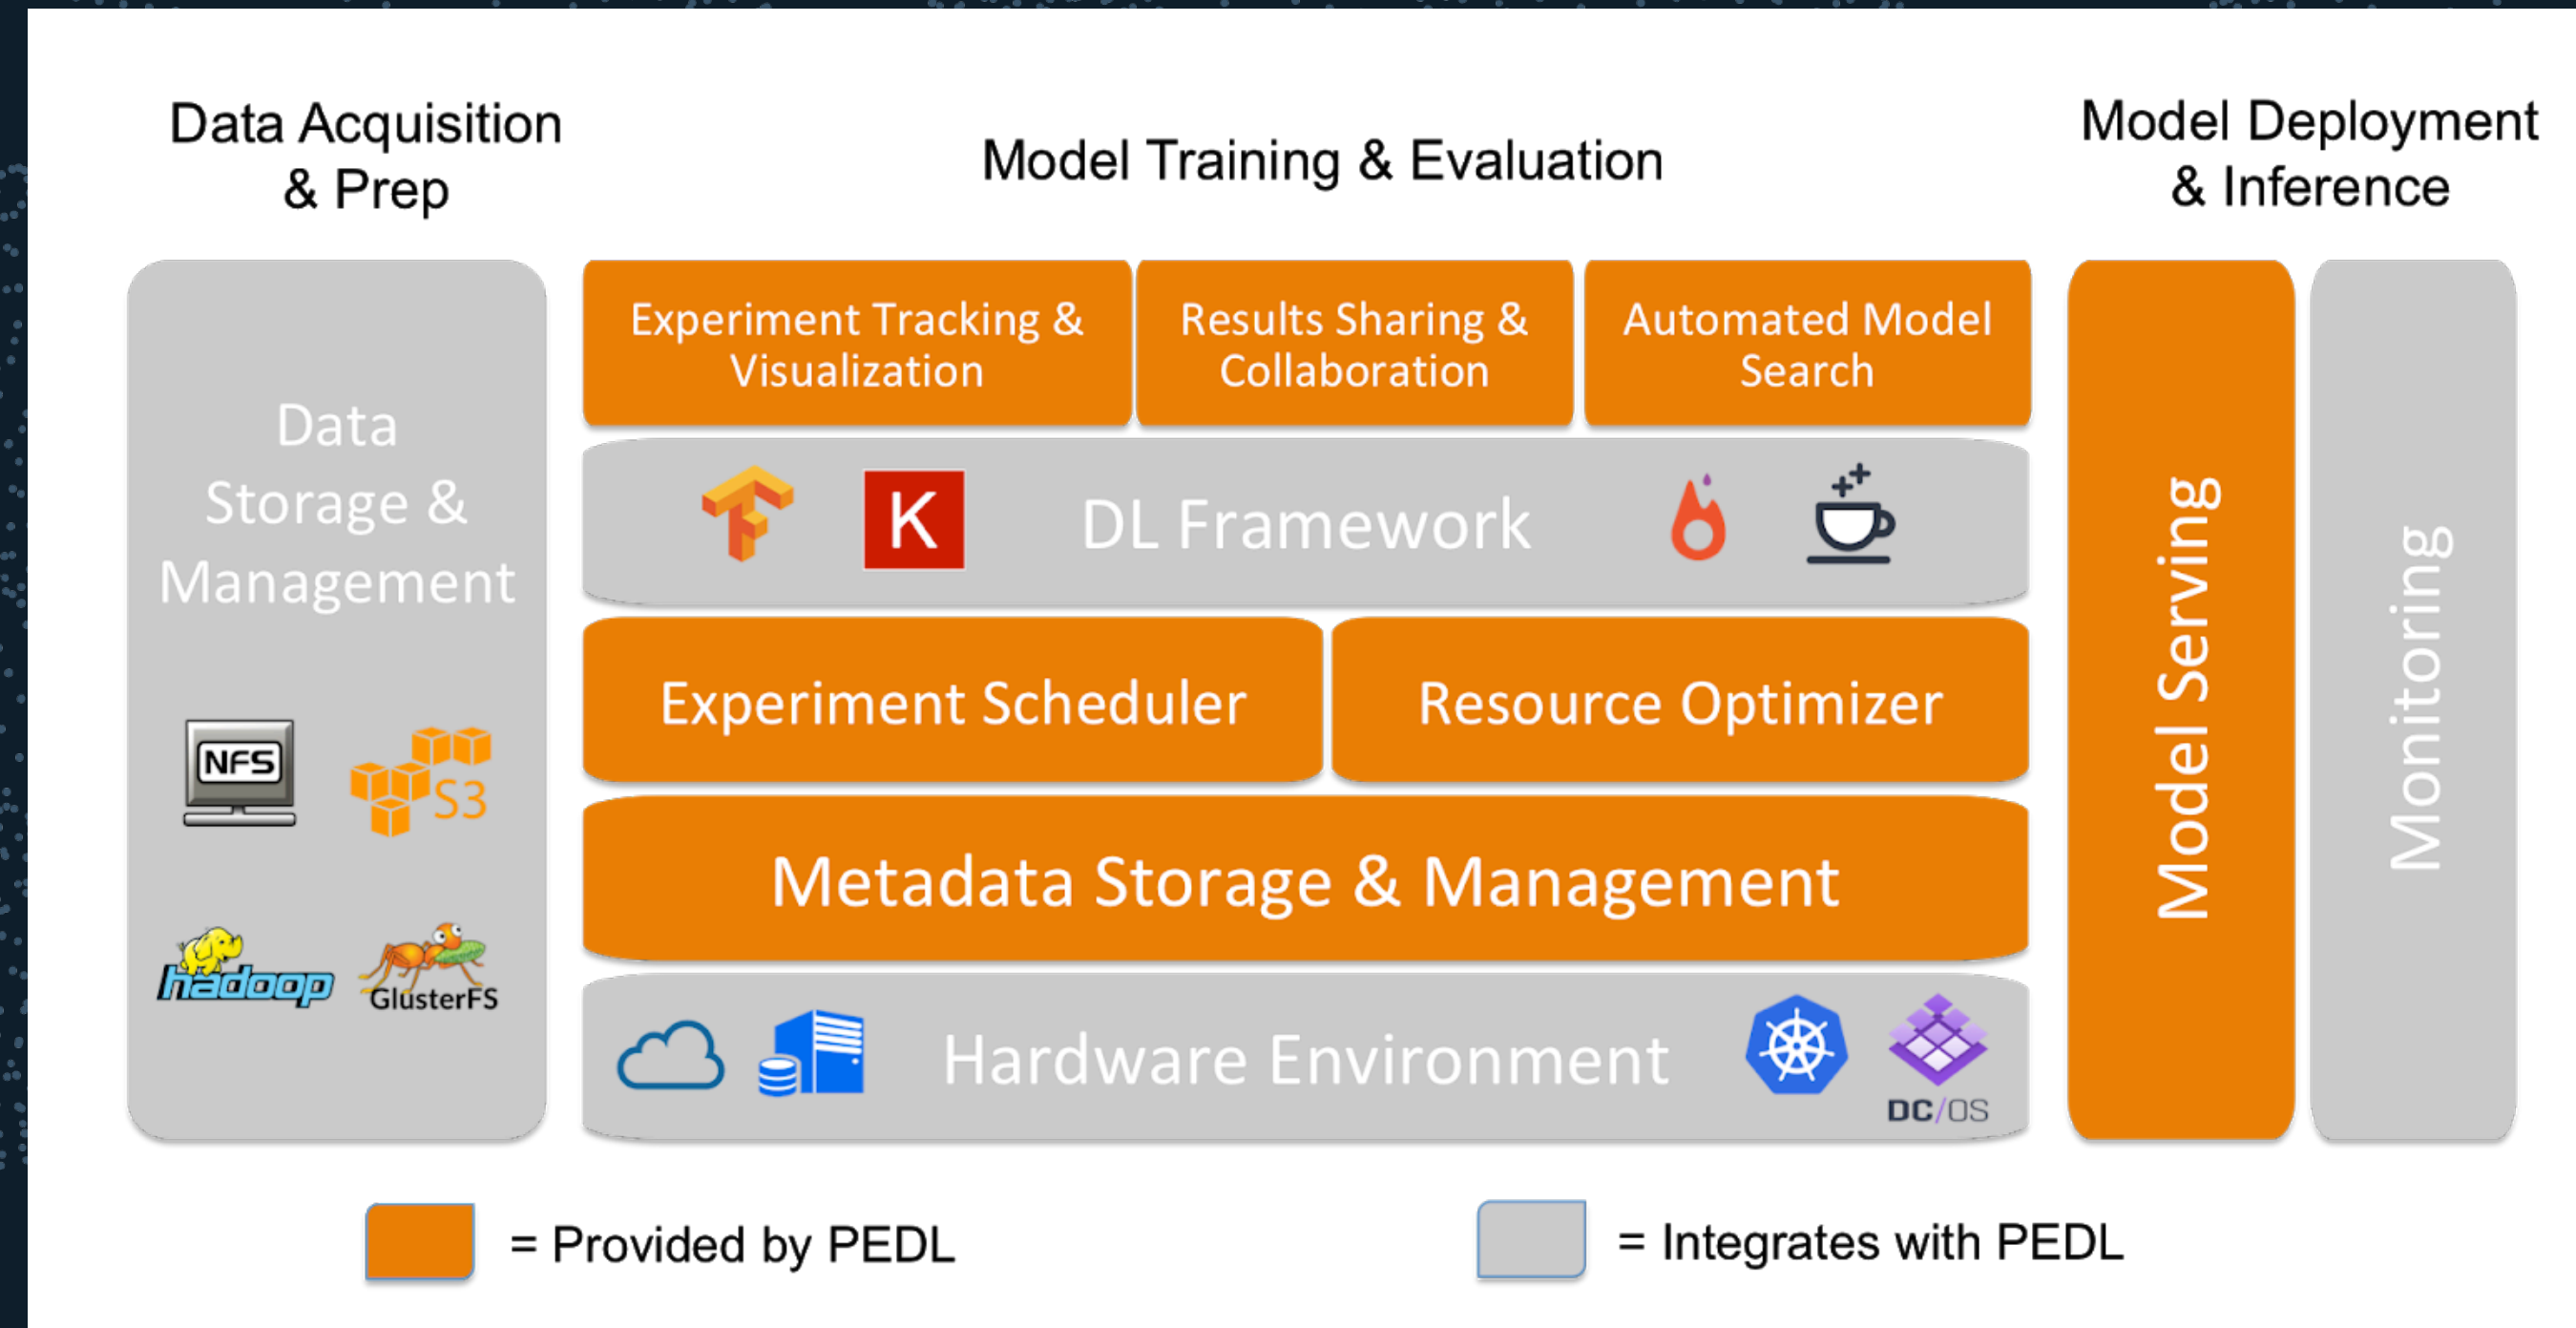 Data Acquisition
& Prep
Model Training & Evaluation
Model Deployment
& Inference
Data
Storage &
Management
NFS
S3
hadoop
GlusterFS
Experiment Tracking &
Visualization
Results Sharing &
Collaboration
Automated Model
Search
K
DL Framework
Experiment Scheduler
Resource Optimizer
Metadata Storage & Management
Hardware Environment
DC/OS
Model Serving
Monitoring
= Provided by PEDL
= Integrates with PEDL